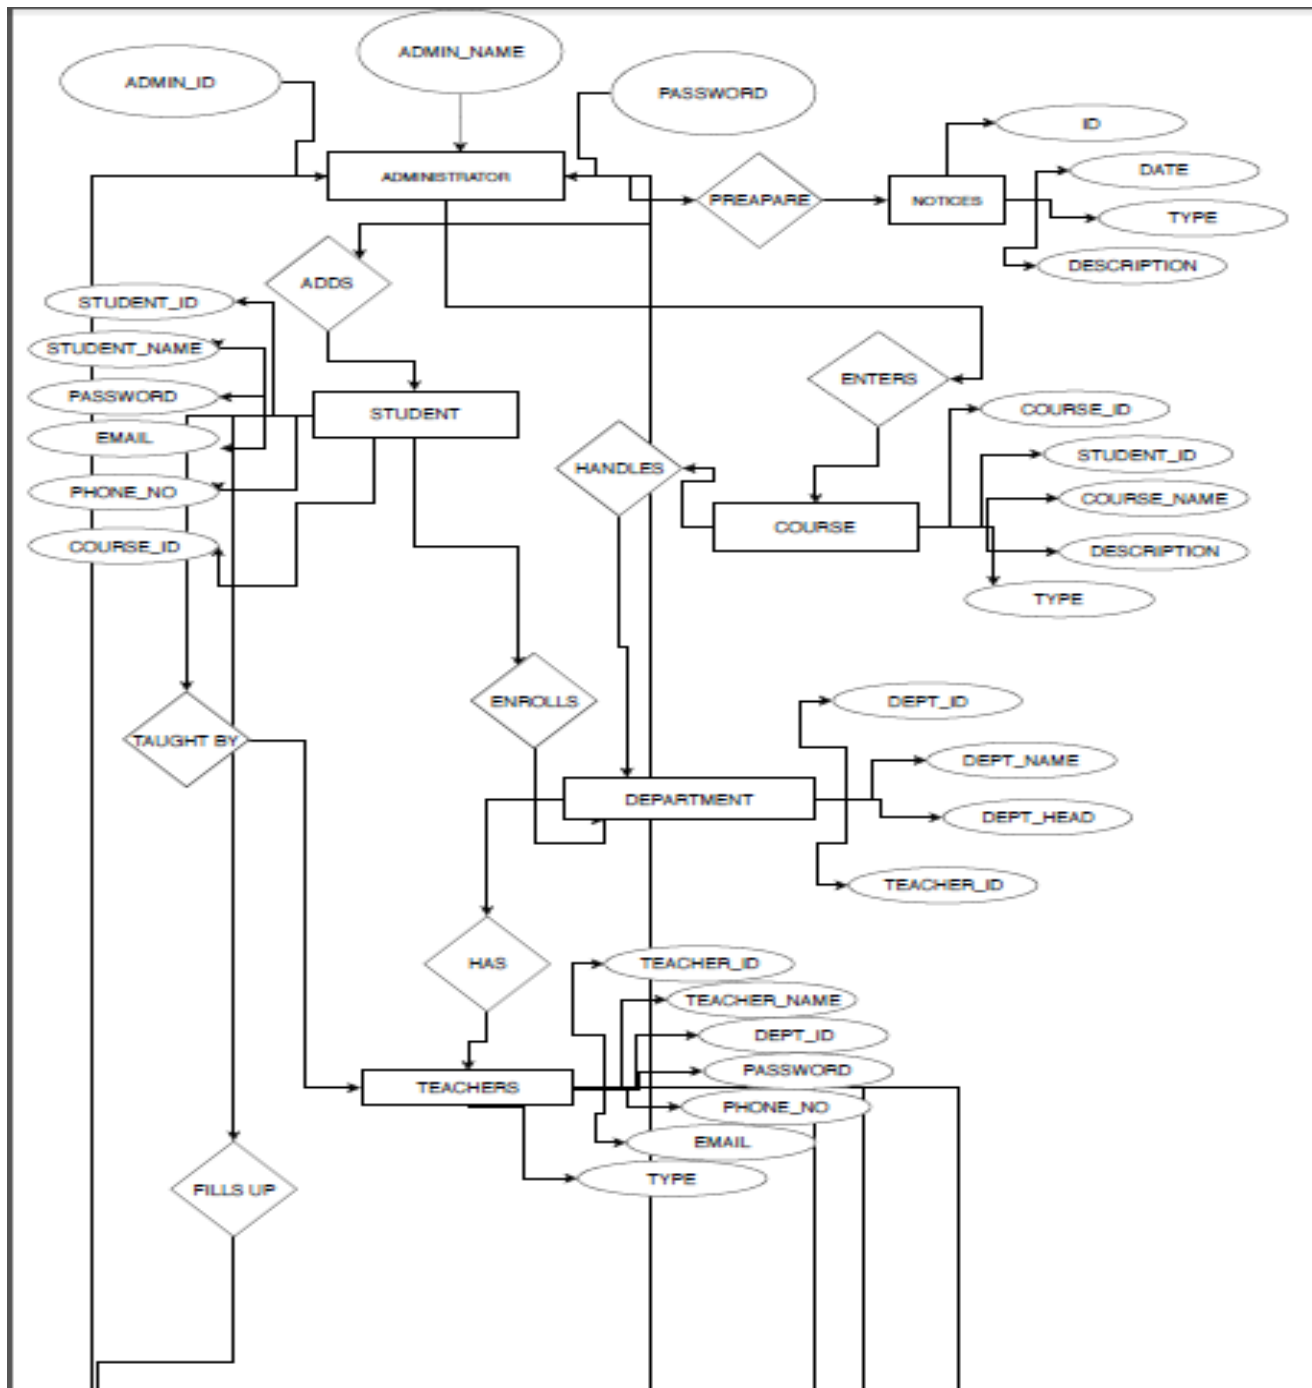 ADMIN_NAME
ADMIN_ID
PASSWORD
ID
DATE
ADMINISTRATOR
PREAPARE
NOTICES
TYPE
DESCRIPTION
ADDS
STUDENT_ID
STUDENT_NAME
PASSWORD
EMAIL
PHONE_NO
COURSE_ID
STUDENT
ENTERS
HANDLES
COURSE
COURSE_ID
STUDENT_ID
COURSE_NAME
DESCRIPTION
TYPE
ENROLLS
TAUGHT BY
DEPARTMENT
DEPT_ID
DEPT_NAME
DEPT_HEAD
TEACHER_ID
HAS
TEACHERS
TEACHER_ID
TEACHER_NAME
DEPT_ID
PASSWORD
PHONE_NO
EMAIL
TYPE
FILLS UP